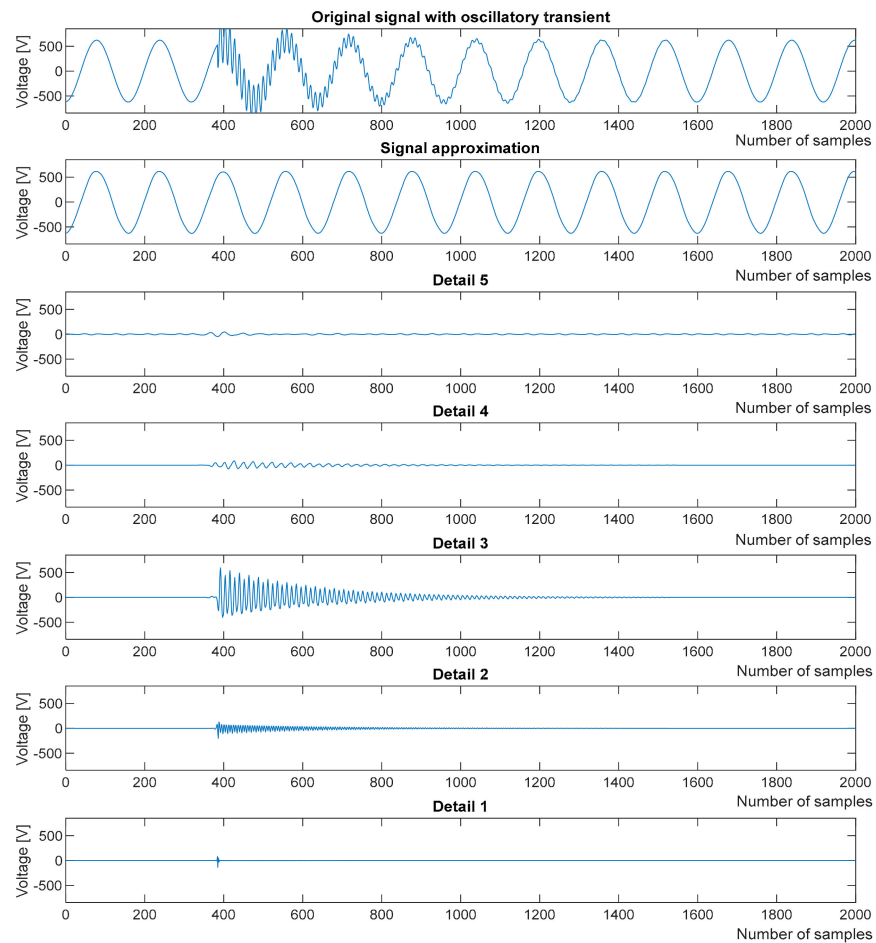 Original signal with oscillatory transient
Voltage [V]
500
0
-500
0 200 400 600 800 1000 1200 1400 1600 1800 2000
Number of samples
Signal approximation
Voltage [V]
500
0
-500
0 200 400 600 800 1000 1200 1400 1600 1800 2000
Number of samples
Detail 5
Voltage [V]
500
0
-500
0 200 400 600 800 1000 1200 1400 1600 1800 2000
Number of samples
Detail 4
Voltage [V]
500
0
-500
0 200 400 600 800 1000 1200 1400 1600 1800 2000
Number of samples
Detail 3
Voltage [V]
500
0
-500
0 200 400 600 800 1000 1200 1400 1600 1800 2000
Number of samples
Detail 2
Voltage [V]
500
0
-500
0 200 400 600 800 1000 1200 1400 1600 1800 2000
Number of samples
Detail 1
Voltage [V]
500
0
-500
0 200 400 600 800 1000 1200 1400 1600 1800 2000
Number of samples